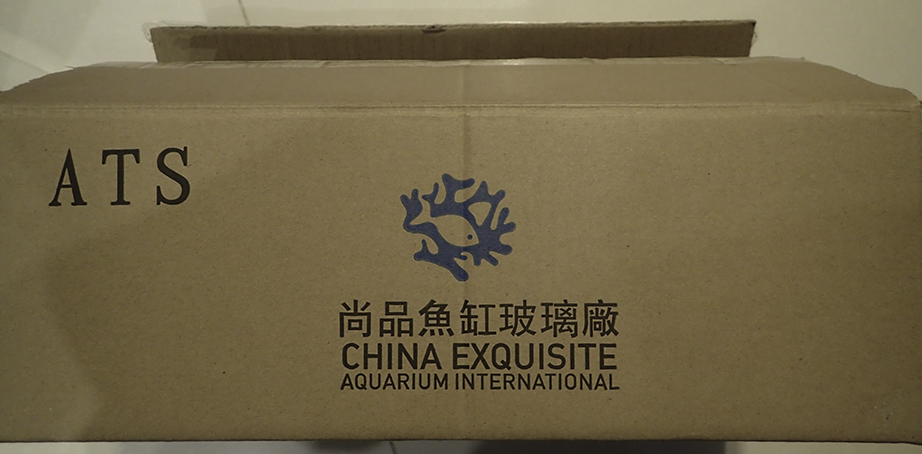 ATS
尚品魚缸玻璃廠
CHINA EXQUISITE
AQUARIUM INTERNATIONAL